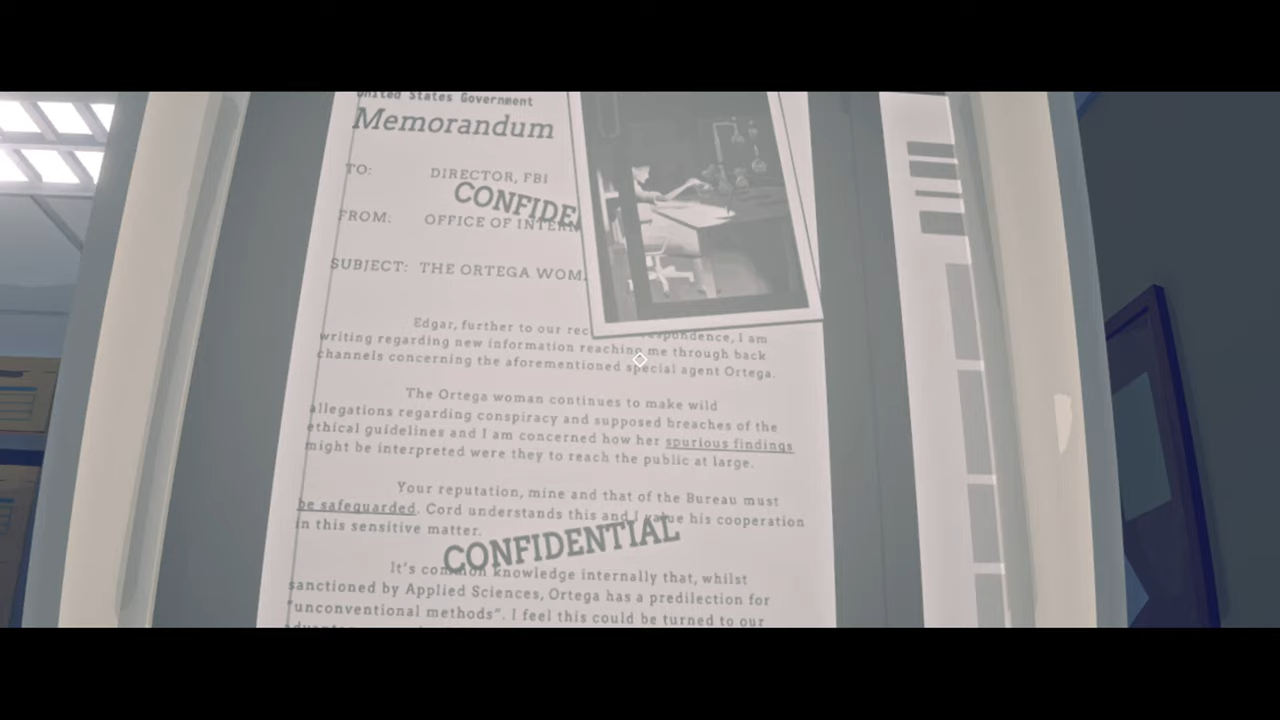 United States Government
Memorandum
TO: DIRECTOR, FBI
CONFIDE
FROM: OFFICE OF INTERN
SUBJECT: THE ORTEGA WOMA
Edgar, further to our rec spondence, I am
writing regarding new information reaching me through back
channels concerning the aforementioned special agent Ortega.
The Ortega woman continues to make wild
allegations regarding conspiracy and supposed breaches of the
ethical guidelines and I am concerned how her spurious findings
might be interpreted were they to reach the public at large.
Your reputation, mine and that of the Bureau must
be safeguarded. Cord understands this and I value his cooperation
in this sensitive matter.
CONFIDENTIAL
It's common knowledge internally that, whilst
sanctioned by Applied Sciences, Ortega has a predilection for
"unconventional methods". I feel this could be turned to our